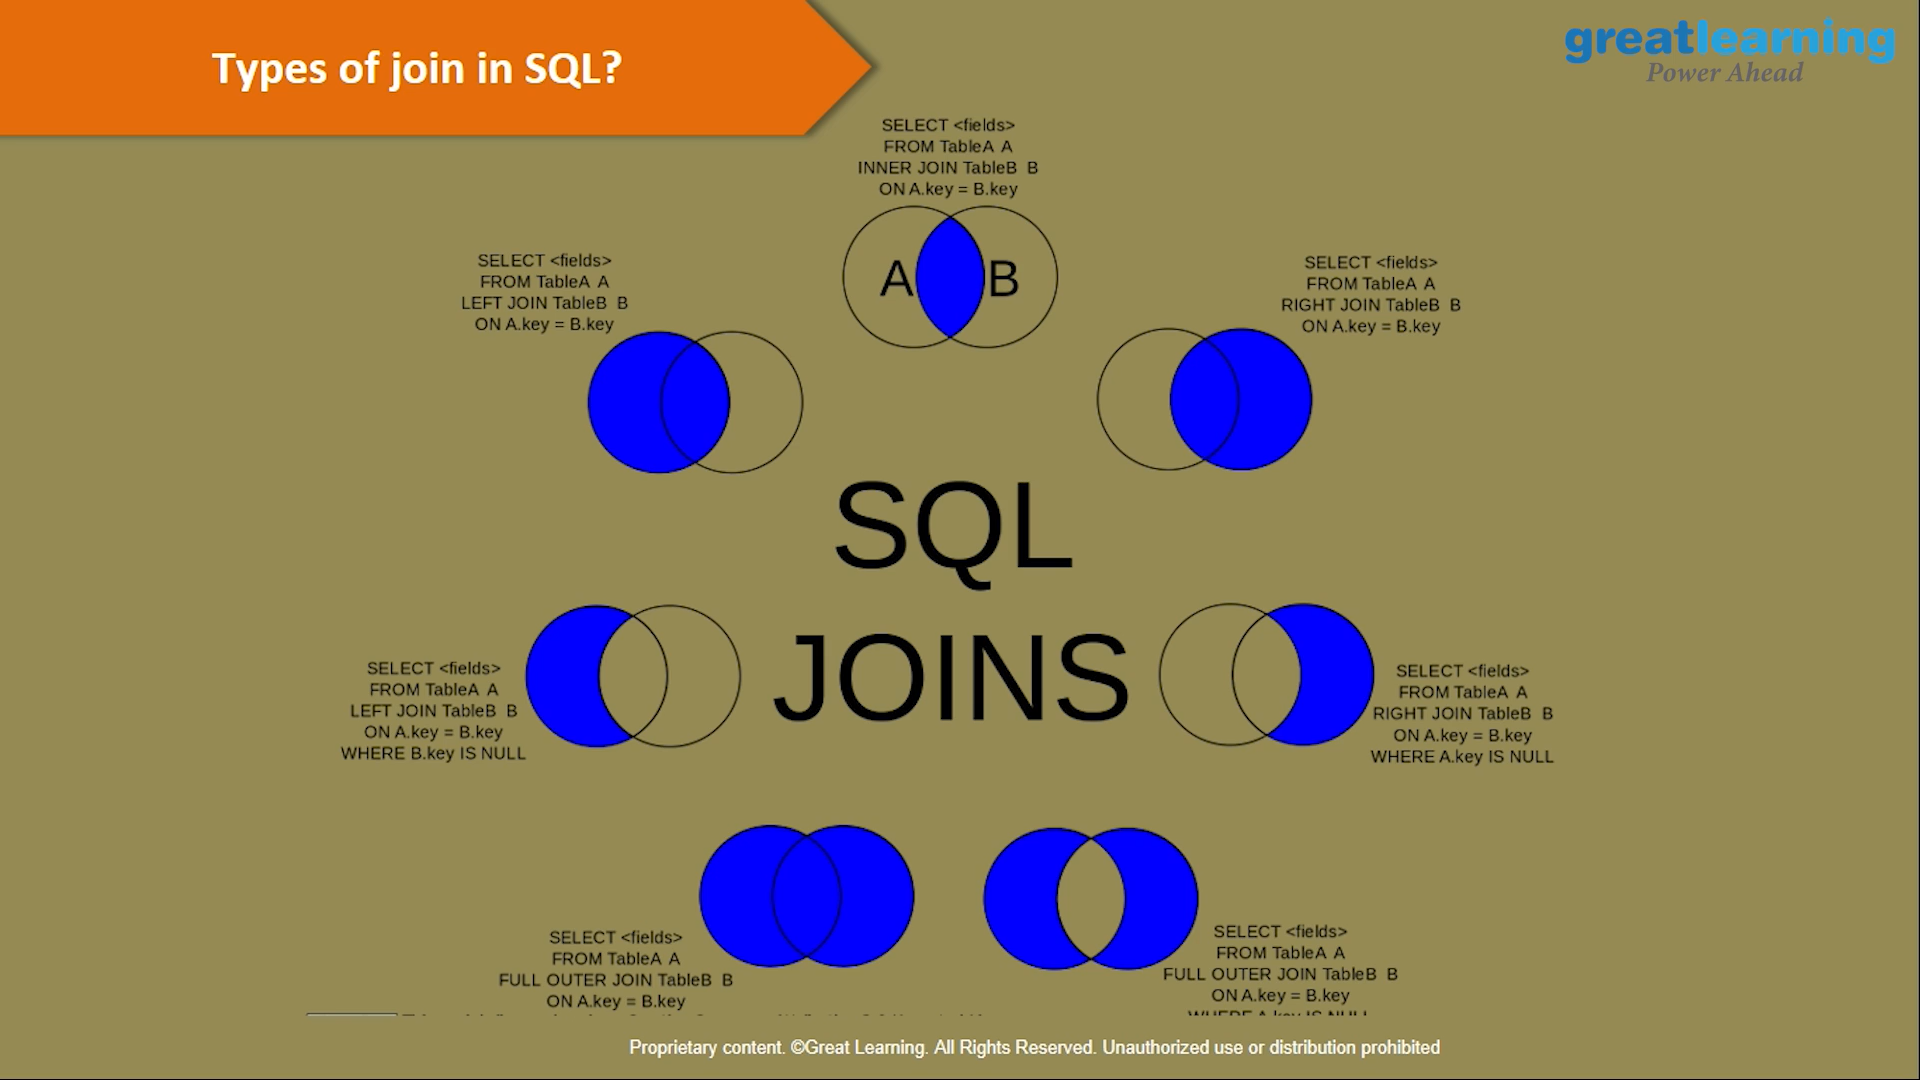 Types of join in SQL?
greatlearning
Power Ahead
SELECT <fields>
FROM TableA A
INNER JOIN TableB B
ON A.key = B.key
A B
SELECT <fields>
FROM TableA A
LEFT JOIN TableB B
ON A.key = B.key
SELECT <fields>
FROM TableA A
RIGHT JOIN TableB B
ON A.key = B.key
SQL
JOINS
SELECT <fields>
FROM TableA A
LEFT JOIN TableB B
ON A.key = B.key
WHERE B.key IS NULL
SELECT <fields>
FROM TableA A
RIGHT JOIN TableB B
ON A.key = B.key
WHERE A.key IS NULL
SELECT <fields>
FROM TableA A
FULL OUTER JOIN TableB B
ON A.key = B.key
SELECT <fields>
FROM TableA A
FULL OUTER JOIN TableB B
ON A.key = B.key
WHERE A.key IS NULL
Proprietary content. ©Great Learning. All Rights Reserved. Unauthorized use or distribution prohibited